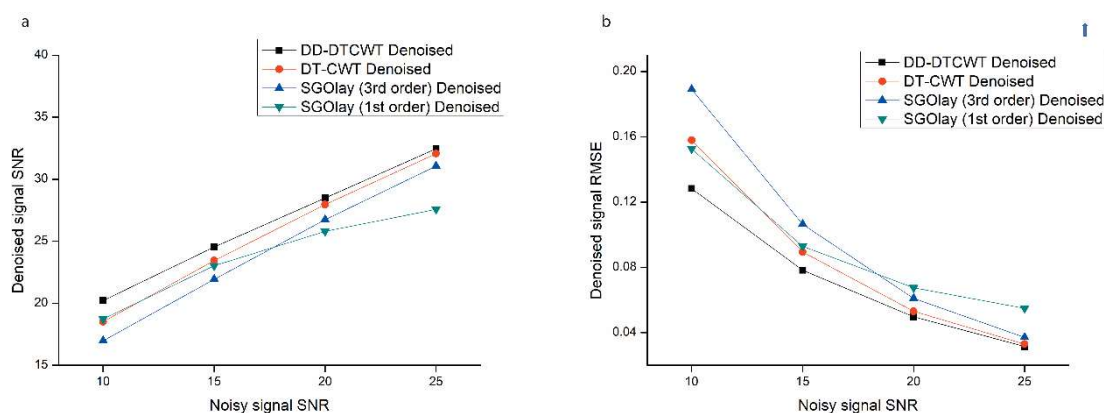 a
DD-DTCWT Denoised
DT-CWT Denoised
SGOlay (3rd order) Denoised
SGOlay (1st order) Denoised
40
35
30
25
20
15
Denoised signal SNR
10 15 20 25
Noisy signal SNR
b
DD-DTCWT Denoised
DT-CWT Denoised
SGOlay (3rd order) Denoised
SGOlay (1st order) Denoised
0.20
0.16
0.12
0.08
0.04
Denoised signal RMSE
10 15 20 25
Noisy signal SNR